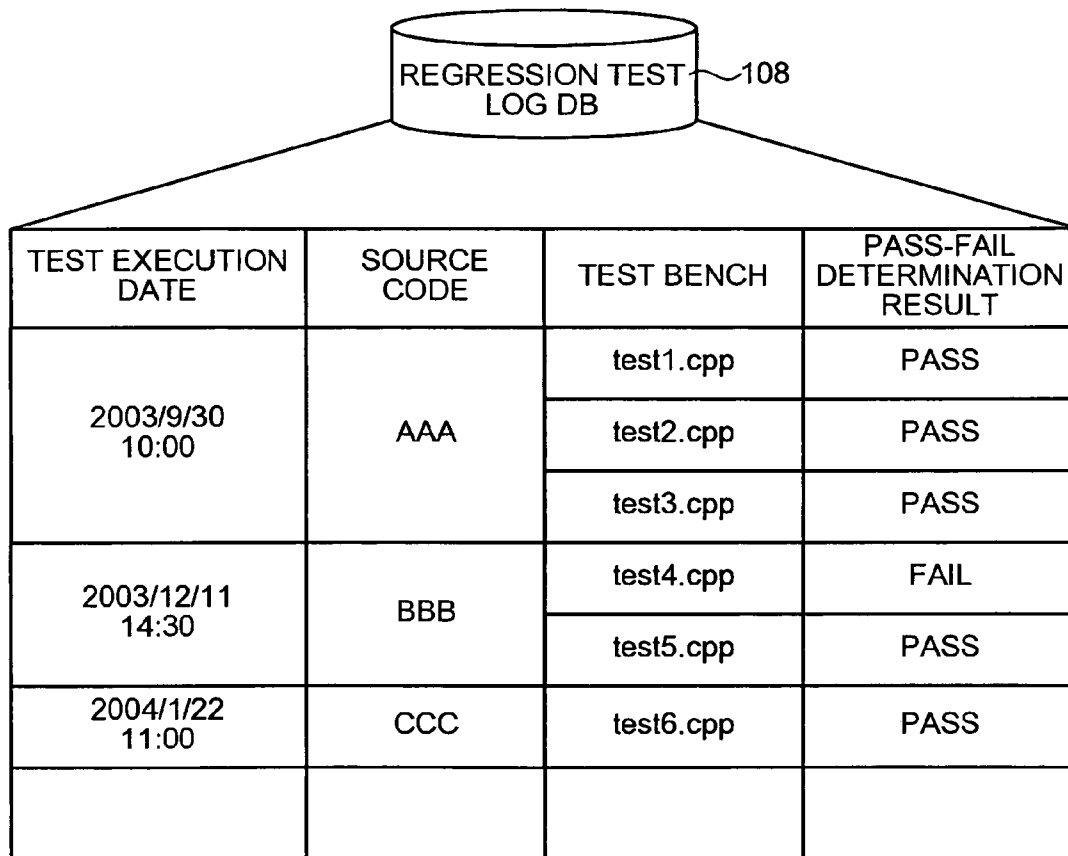 REGRESSION TEST
LOG DB
108
TEST EXECUTION
DATE
SOURCE
CODE
TEST BENCH
PASS-FAIL
DETERMINATION
RESULT
2003/9/30
10:00
AAA
test1.cpp
PASS
test2.cpp
PASS
test3.cpp
PASS
2003/12/11
14:30
BBB
test4.cpp
FAIL
test5.cpp
PASS
2004/1/22
11:00
CCC
test6.cpp
PASS